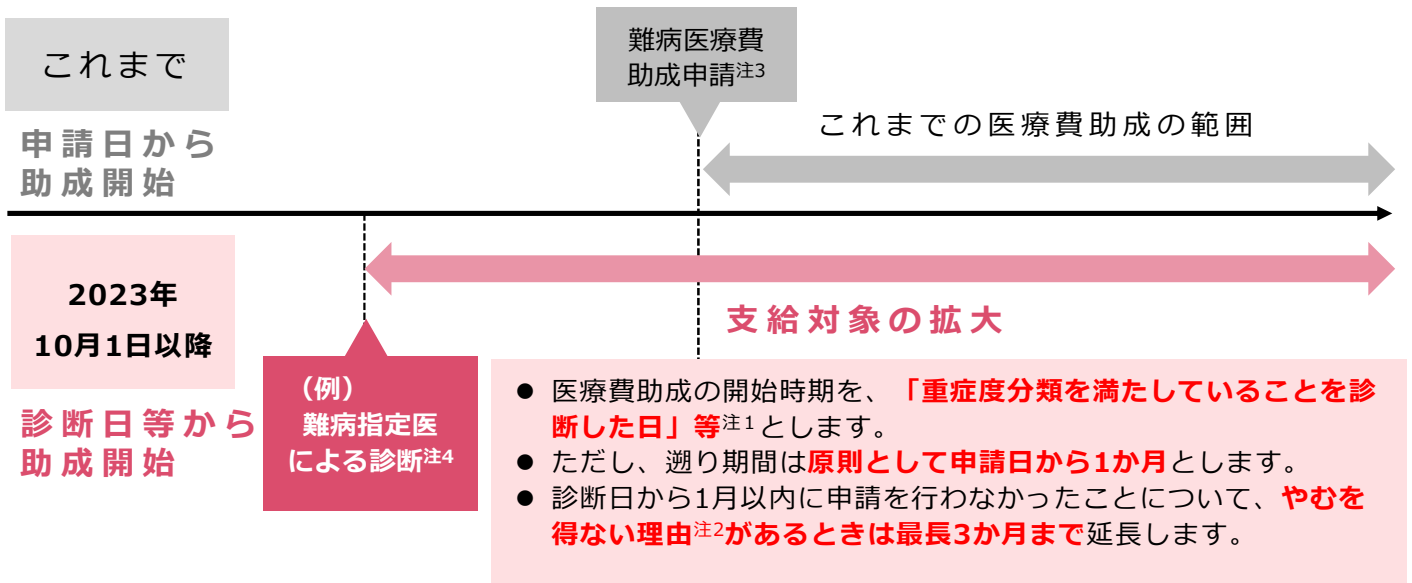 これまで
申請日から
助成開始
難病医療費
助成申請注3
これまでの医療費助成の範囲
2023年
10月1日以降
診断日等から
助成開始
（例）
難病指定医
による診断注4
支給対象の拡大
● 医療費助成の開始時期を、「重症度分類を満たしていることを診
断した日」等注1とします。
● ただし、遡り期間は原則として申請日から1か月とします。
● 診断日から1月以内に申請を行わなかったことについて、やむを
得ない理由注2があるときは最長3か月まで延長します。